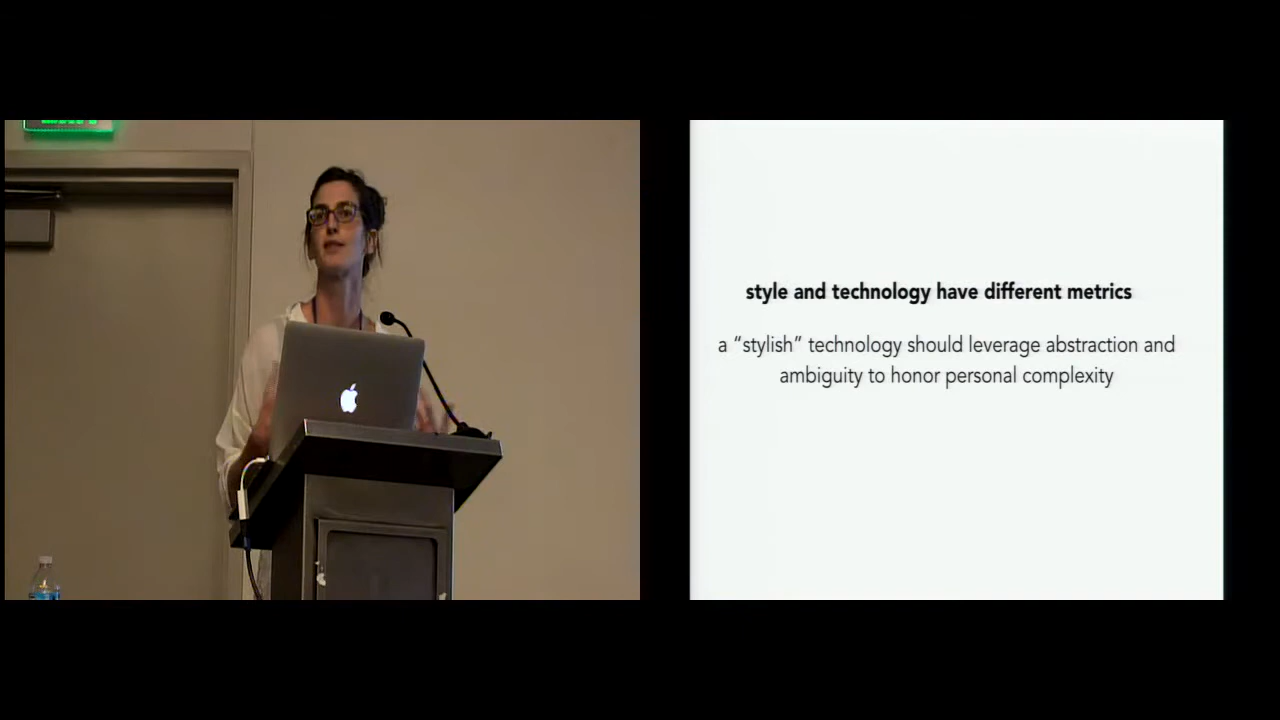 style and technology have different metrics
a “stylish” technology should leverage abstraction and
ambiguity to honor personal complexity